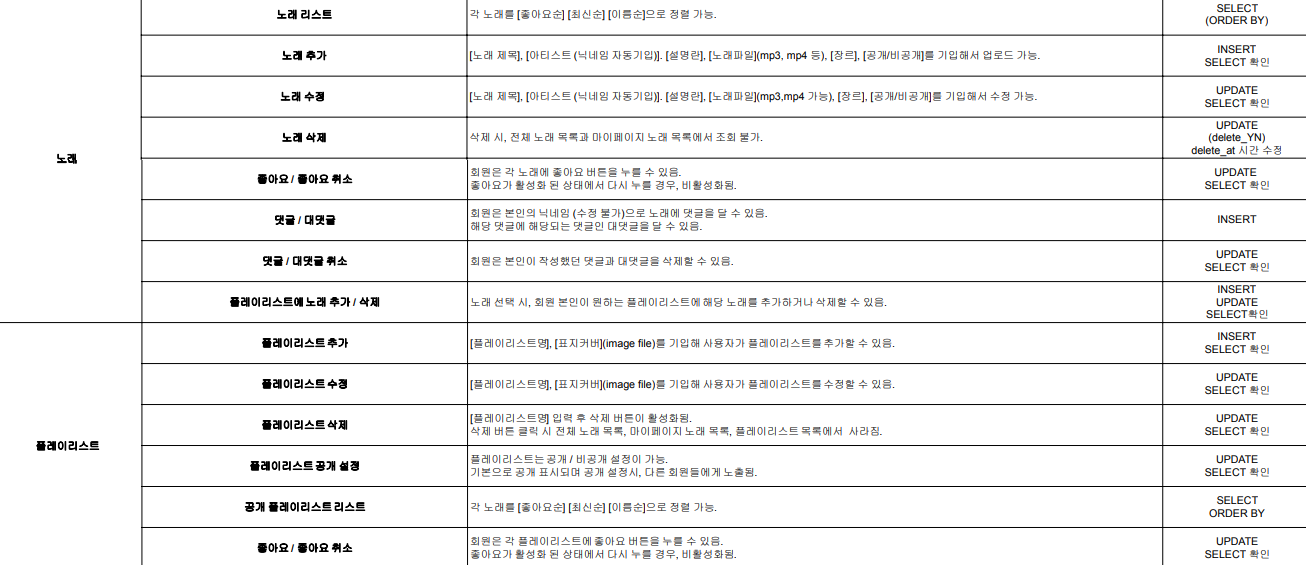 노래
노래 리스트
각 노래를 [좋아요순] [최신순] [이름순]으로 정렬 가능.
SELECT
(ORDER BY)
노래 추가
[노래 제목], [아티스트 (닉네임 자동기입)]. [설명란], [노래파일](mp3, mp4 등), [장르], [공개/비공개]를 기입해서 업로드 가능.
INSERT
SELECT 확인
노래 수정
[노래 제목], [아티스트 (닉네임 자동기입)]. [설명란], [노래파일](mp3,mp4 가능), [장르], [공개/비공개]를 기입해서 수정 가능.
UPDATE
SELECT 확인
노래 삭제
삭제 시, 전체 노래 목록과 마이페이지 노래 목록에서 조회 불가.
UPDATE
(delete_YN)
delete_at 시간 수정
좋아요 / 좋아요 취소
회원은 각 노래에 좋아요 버튼을 누를 수 있음.
좋아요가 활성화 된 상태에서 다시 누를 경우, 비활성화됨.
UPDATE
SELECT 확인
댓글 / 대댓글
회원은 본인의 닉네임 (수정 불가)으로 노래에 댓글을 달 수 있음.
해당 댓글에 해당되는 댓글인 대댓글을 달 수 있음.
INSERT
댓글 / 대댓글 취소
회원은 본인이 작성했던 댓글과 대댓글을 삭제할 수 있음.
UPDATE
SELECT 확인
플레이리스트에 노래 추가 / 삭제
노래 선택 시, 회원 본인이 원하는 플레이리스트에 해당 노래를 추가하거나 삭제할 수 있음.
INSERT
UPDATE
SELECT확인
플레이리스트
플레이리스트 추가
[플레이리스트명], [표지커버](image file)를 기입해 사용자가 플레이리스트를 추가할 수 있음.
INSERT
SELECT 확인
플레이리스트 수정
[플레이리스트명], [표지커버](image file)를 기입해 사용자가 플레이리스트를 수정할 수 있음.
UPDATE
SELECT 확인
플레이리스트 삭제
[플레이리스트명] 입력 후 삭제 버튼이 활성화됨.
삭제 버튼 클릭 시 전체 노래 목록, 마이페이지 노래 목록, 플레이리스트 목록에서 사라짐.
UPDATE
SELECT 확인
플레이리스트 공개 설정
플레이리스트는 공개 / 비공개 설정이 가능.
기본으로 공개 표시되며 공개 설정시, 다른 회원들에게 노출됨.
UPDATE
SELECT 확인
공개 플레이리스트 리스트
각 노래를 [좋아요순] [최신순] [이름순]으로 정렬 가능.
SELECT
ORDER BY
좋아요 / 좋아요 취소
회원은 각 플레이리스트에 좋아요 버튼을 누를 수 있음.
좋아요가 활성화 된 상태에서 다시 누를 경우, 비활성화됨.
UPDATE
SELECT 확인